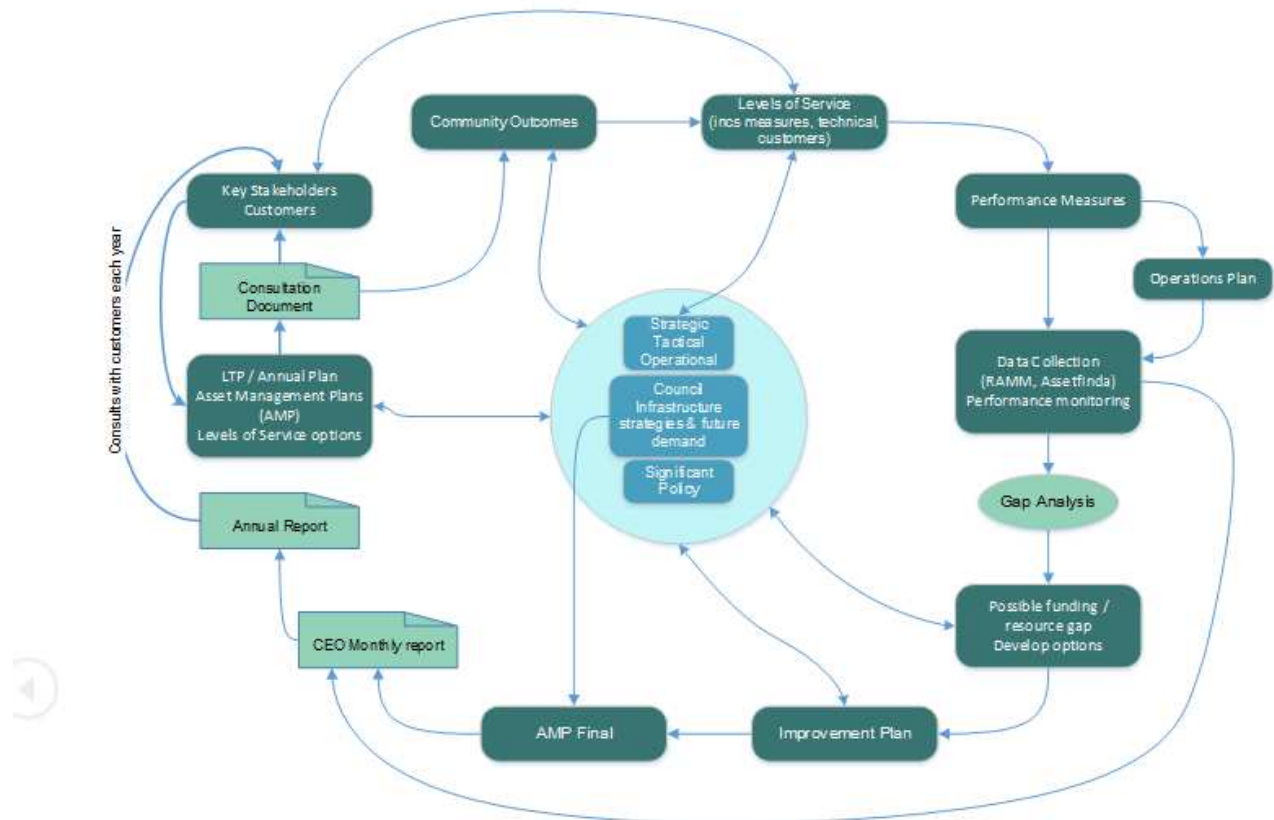 Community Outcomes
Levels of Service
(incs measures, technical,
customers)
Key Stakeholders
Customers
Performance Measures
Consultation
Document
Operations Plan
Consults with customers each year
Strategic
Tactical
Operational
LTP / Annual Plan
Asset Management Plans
(AMP)
Levels of Service options
Council
Infrastructure
strategies & future
demand
Data Collection
(RAMM, Assetfinda)
Performance monitoring
Significant
Policy
Gap Analysis
Annual Report
Possible funding /
resource gap
Develop options
CEO Monthly report
AMP Final
Improvement Plan